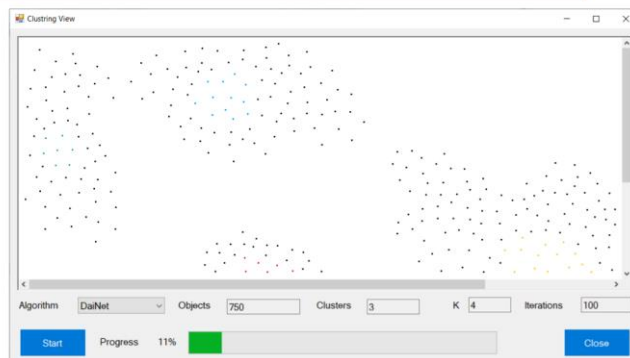 Clustring View
Algorithm DaiNet Objects 750 Clusters 3 K 4 Iterations 100
Start Progress 11% Close